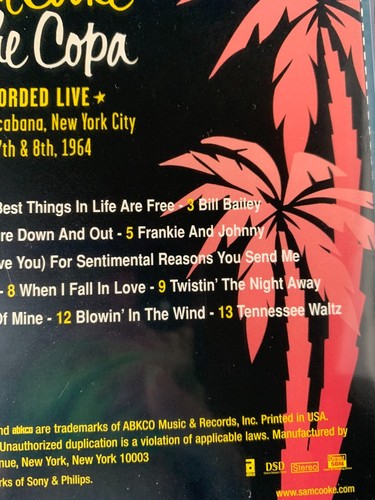 e Copa
ORDED LIVE ★
cabana, New York City
7th & 8th, 1964
Best Things In Life Are Free - 3 Bill Bailey
re Down And Out - 5 Frankie And Johnny
ve You) For Sentimental Reasons You Send Me
- 8 When I Fall In Love - 9 Twistin' The Night Away
Of Mine - 12 Blowin' In The Wind - 13 Tennessee Waltz
nd abkco are trademarks of ABKCO Music & Records, Inc. Printed in USA.
Unauthorized duplication is a violation of applicable laws. Manufactured by
nue, New York, New York 10003
rks of Sony & Philips.
DSD Stereo
www.samcooke.com